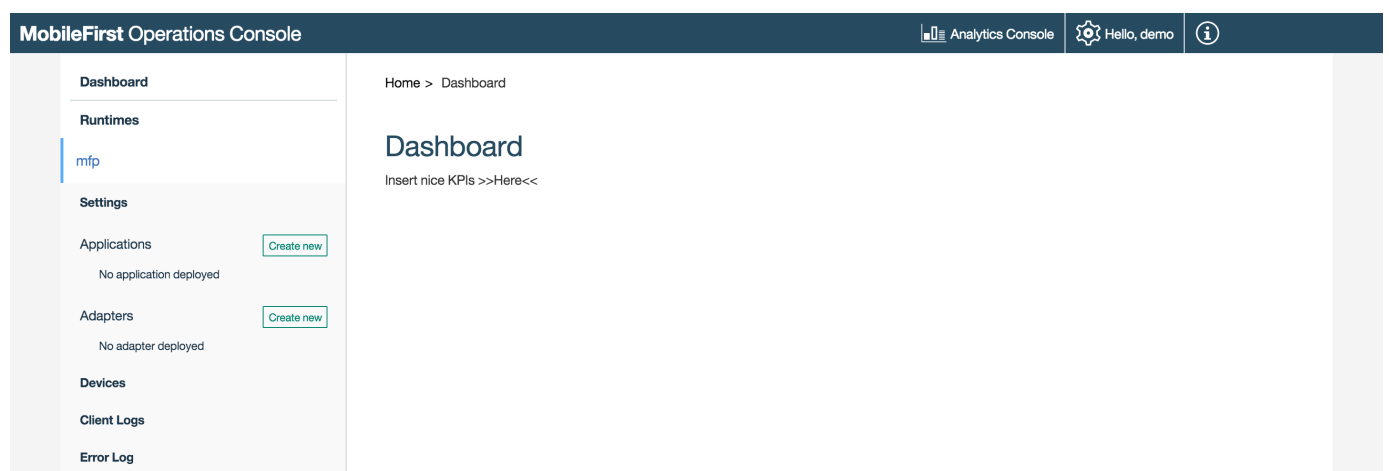 MobileFirst Operations Console
Analytics Console
Hello, demo
Dashboard
Runtimes
mfp
Settings
Applications
Create new
No application deployed
Adapters
Create new
No adapter deployed
Devices
Client Logs
Error Log
Home > Dashboard
Dashboard
Insert nice KPIs >>Here<<